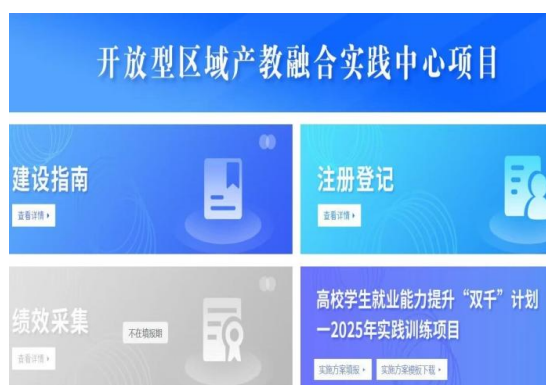 开放型区域产教融合实践中心项目
建设指南
查看详情
注册登记
查看详情
绩效采集
不在填报期
查看详情
高校学生就业能力提升“双千”计划
—2025年实践训练项目
实施方案填报
实施方案模板下载